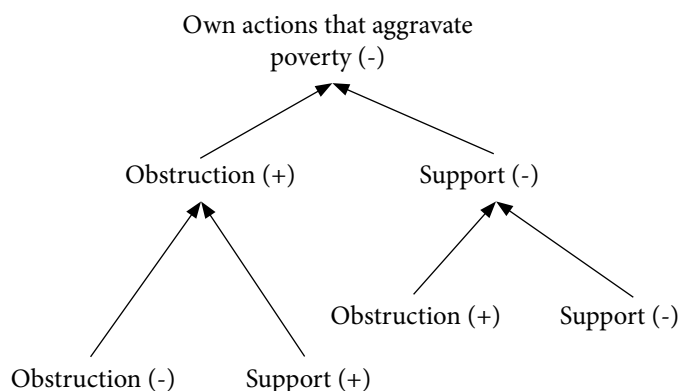 Own actions that aggravate
poverty (-)
Obstruction (+)
Support (-)
Obstruction (+)
Support (-)
Obstruction (-)
Support (+)